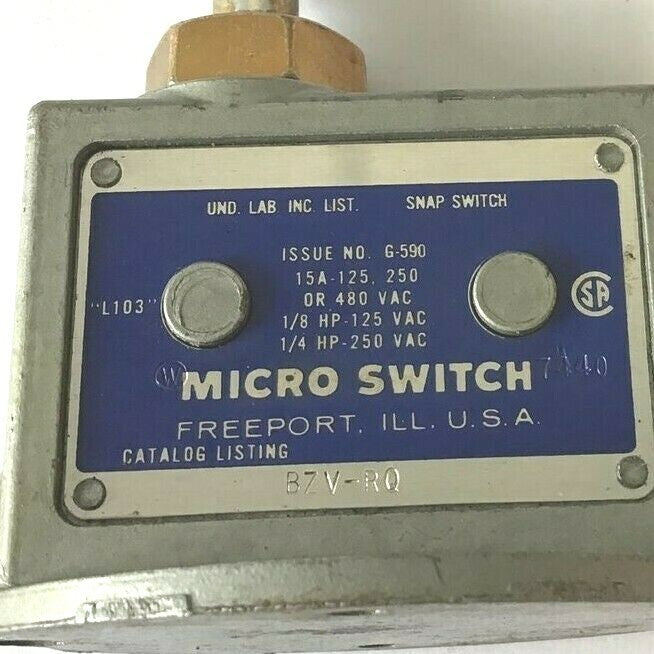 UND. LAB INC. LIST. SNAP SWITCH
ISSUE NO. G-590
15A-125, 250
OR 480 VAC
"L103"
1/8 HP-125 VAC
1/4 HP-250 VAC
SA
W
MICRO SWITCH
FREEPORT, ILL. U.S.A.
CATALOG LISTING
BZV-RQ